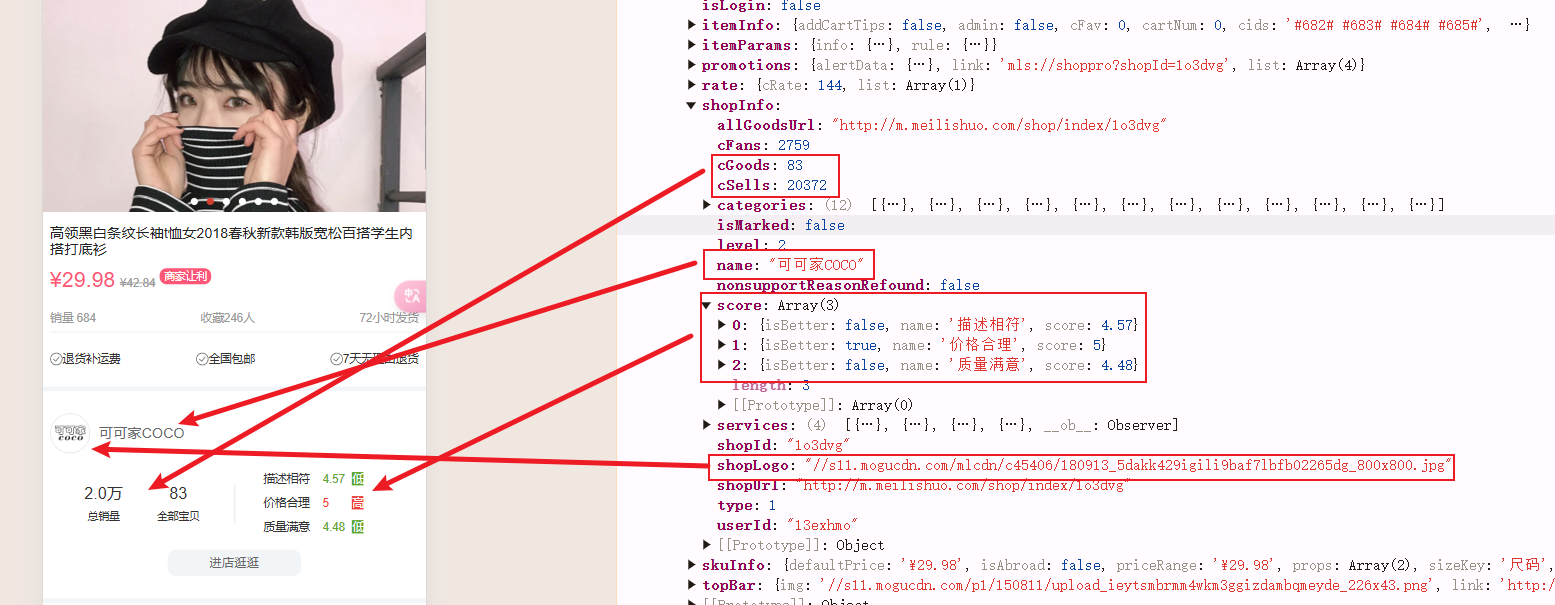 高领黑白条纹长袖t恤女2018春秋新款韩版宽松百搭学生内
搭打底衫
¥29.98 ¥42.84 商家让利
销量 684 收藏246人 72小时发货
退货补运费 全国包邮 7天无理由退货
可可家COCO
可可家
COCO
2.0万 83
总销量 全部宝贝
描述相符 4.57 低
价格合理 5 高
质量满意 4.48 低
进店逛逛
isLogin: false
▶ itemInfo: {addCartTips: false, admin: false, cFav: 0, cartNum: 0, cids: '#682# #683# #684# #685#', …}
▶ itemParams: {info: {…}, rule: {…}}
▶ promotions: {alertData: {…}, link: 'mls://shoppro?shopId=1o3dvg', list: Array(4)}
▶ rate: {cRate: 144, list: Array(1)}
▼ shopInfo:
allGoodsUrl: "http://m.meilishuo.com/shop/index/1o3dvg"
cFans: 2759
cGoods: 83
cSells: 20372
▶ categories: (12) [{…}, {…}, {…}, {…}, {…}, {…}, {…}, {…}, {…}, {…}, {…}, {…}]
isMarked: false
level: 2
name: "可可家COCO"
nonsupportReasonRefound: false
▼ score: Array(3)
▶ 0: {isBetter: false, name: '描述相符', score: 4.57}
▶ 1: {isBetter: true, name: '价格合理', score: 5}
▶ 2: {isBetter: false, name: '质量满意', score: 4.48}
length: 3
▶ [[Prototype]]: Array(0)
▶ services: (4) [{…}, {…}, {…}, {…}, __ob__: Observer]
shopId: "1o3dvg"
shopLogo: "//s11.mogucdn.com/mlcdn/c45406/180913_5dakk429igili9baf7lbfb02265dg_800x800.jpg"
shopUrl: "http://m.meilishuo.com/shop/index/1o3dvg"
type: 1
userId: "13exhmo"
▶ [[Prototype]]: Object
▶ skuInfo: {defaultPrice: '¥29.98', isAbroad: false, priceRange: '¥29.98', props: Array(2), sizeKey: '尺码',
▶ topBar: {img: '//s11.mogucdn.com/p1/150811/upload_ieytsmbrmm4wkm3ggizdambqmeyde_226x43.png', link: 'http:/
▶ [[Prototype]]: Object